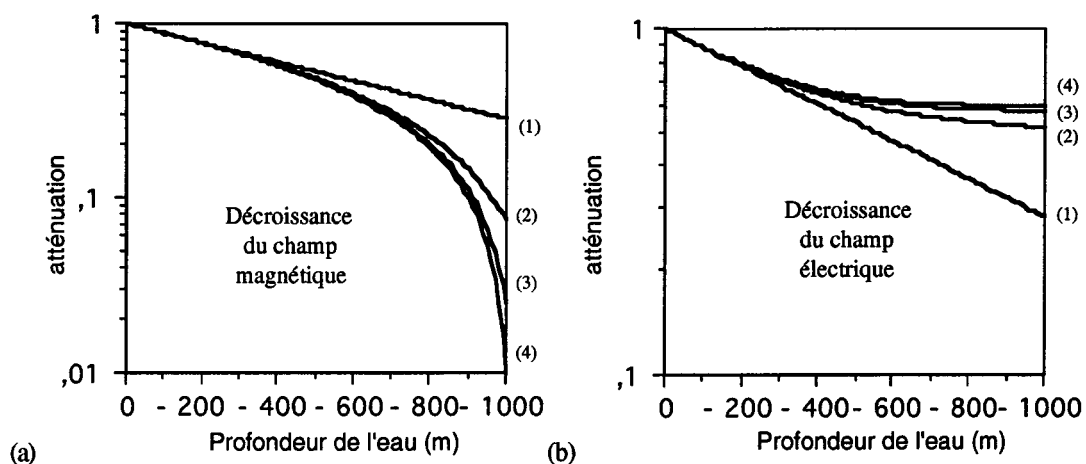 1
,1
,01
atténuation
Décroissance
du champ
magnétique
(1)
(2)
(3)
(4)
0 - 200 - 400 - 600 - 800- 1000
Profondeur de l'eau (m)
(a)
1
,1
atténuation
Décroissance
du champ
électrique
(4)
(3)
(2)
(1)
0 - 200 - 400 - 600 - 800- 1000
Profondeur de l'eau (m)
(b)